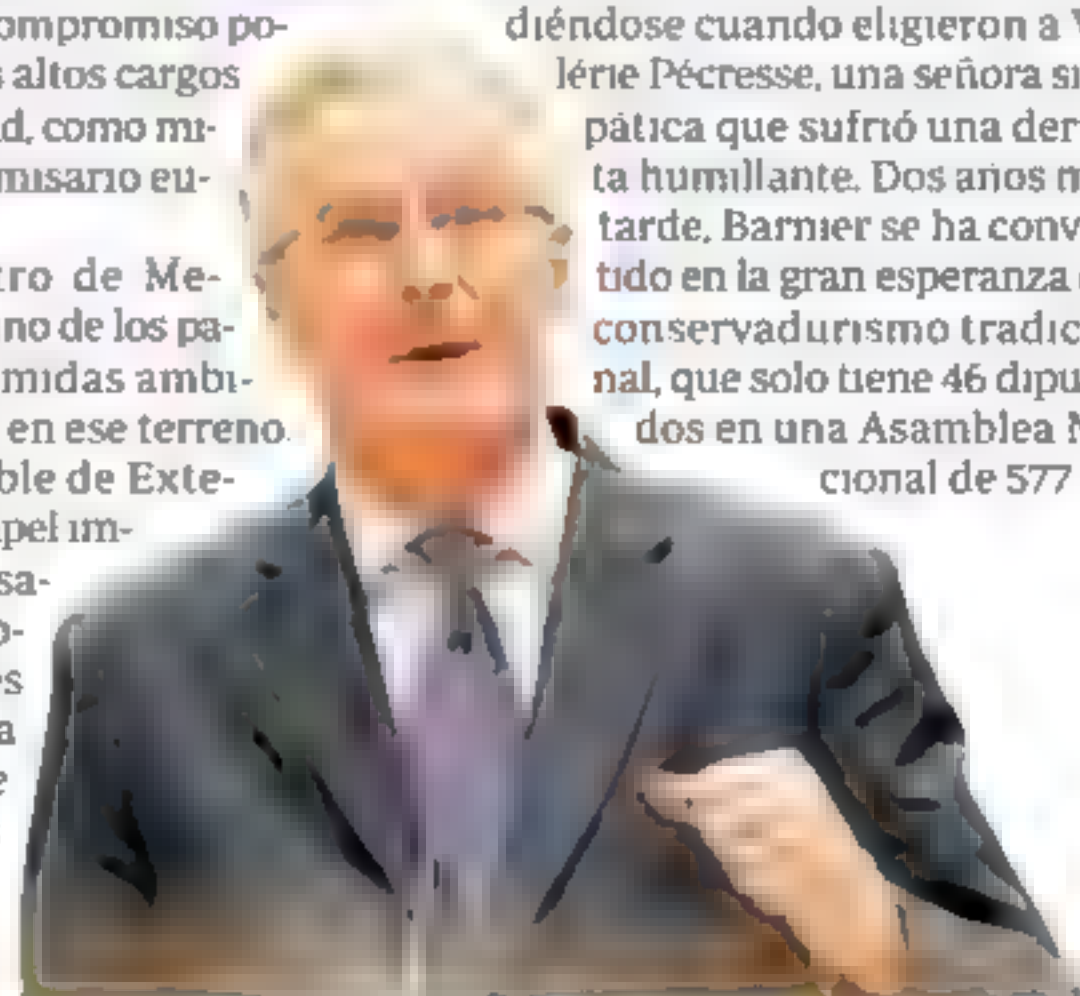 ompromiso po-
s altos cargos
d, como mi-
misario eu-
tro de Me-
no de los pa-
midas ambi-
en ese terreno.
ble de Exte-
pel im-
sa-
o-
es
a
e
diéndose cuando eligieron a V
lérie Pécresse, una señora si
pática que sufrió una der
ta humillante. Dos años m
tarde, Barnier se ha conv
tido en la gran esperanza
conservadurismo tradic
nal, que solo tiene 46 dipu
dos en una Asamblea N
cional de 577